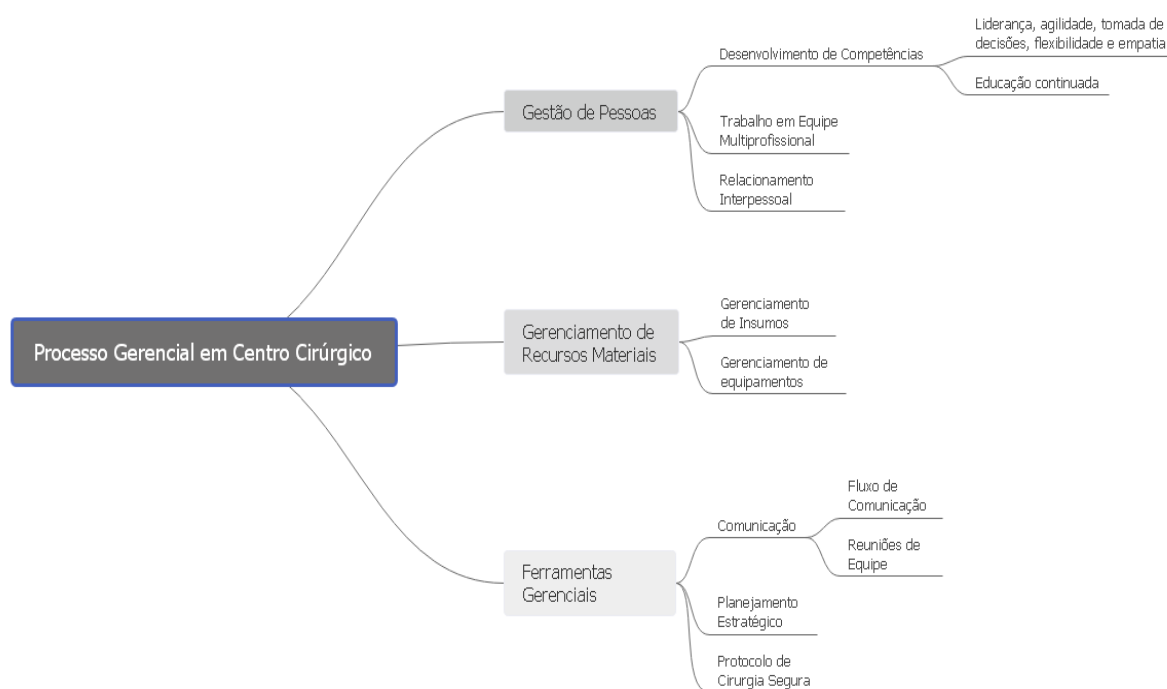 Processo Gerencial em Centro Cirúrgico
Gestão de Pessoas
Desenvolvimento de Competências
Liderança, agilidade, tomada de
decisões, flexibilidade e empatia
Educação continuada
Trabalho em Equipe
Multiprofissional
Relacionamento
Interpessoal
Gerenciamento de
Recursos Materiais
Gerenciamento
de Insumos
Gerenciamento de
equipamentos
Ferramentas
Gerenciais
Comunicação
Fluxo de
Comunicação
Reuniões de
Equipe
Planejamento
Estratégico
Protocolo de
Cirurgia Segura